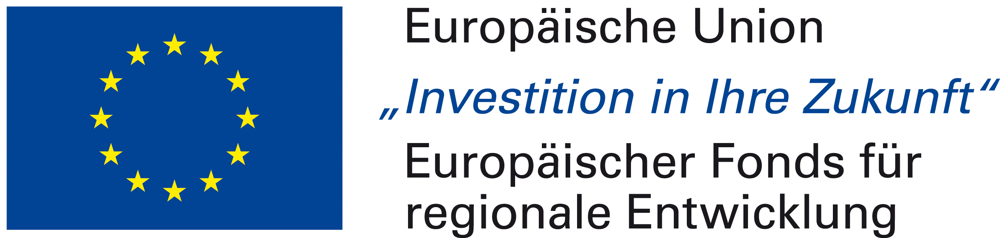 Europäische Union
„Investition in Ihre Zukunft“
Europäischer Fonds für
regionale Entwicklung